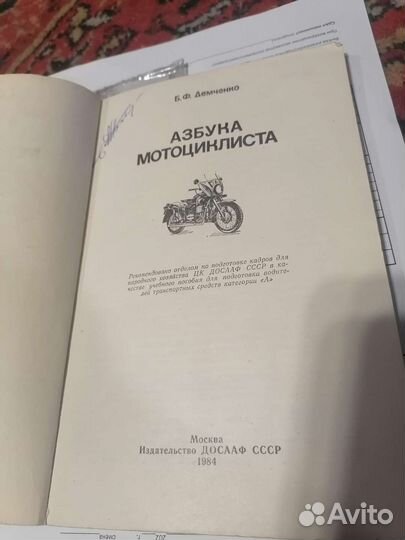 Б. Ф. Демченко
АЗБУКА
МОТОЦИКЛИСТА
Рекомендовано отделом по подготовке кадров для
народного хозяйства ЦК ДОСААФ СССР в ка-
честве учебного пособия для подготовки водите-
лей транспортных средств категории «А»
Москва
Издательство ДОСААФ СССР
1984
Avito